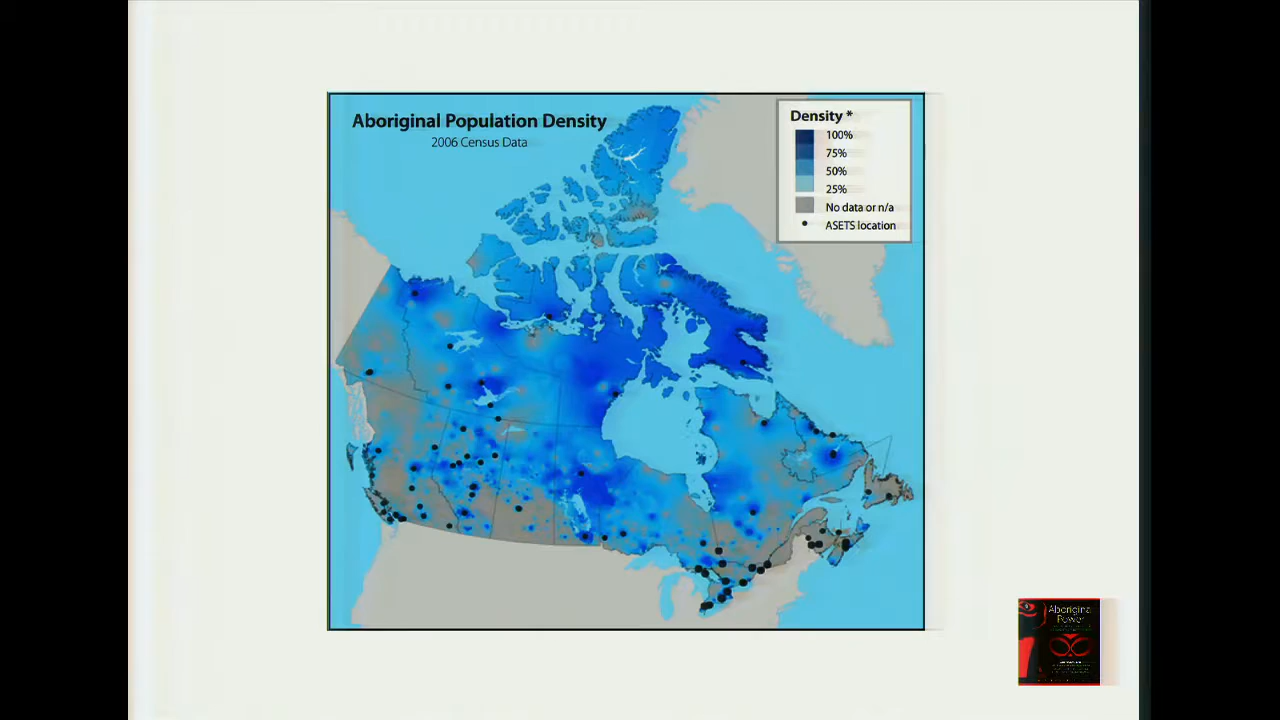 Aboriginal Population Density
2006 Census Data
Density *
100%
75%
50%
25%
No data or n/a
ASETS location
Aboriginal
Power